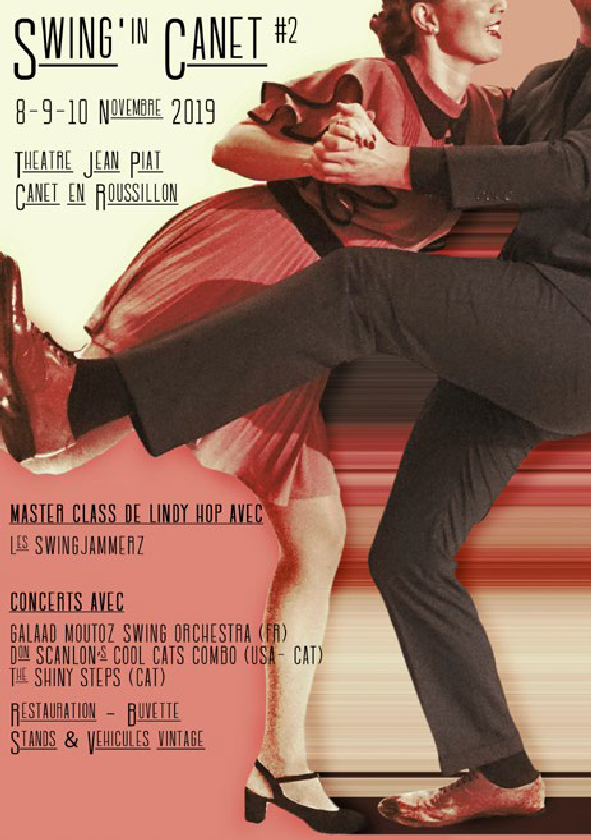 Swing'in Canet #2
8-9-10 Novembre 2019
Theatre Jean Piat
Canet en Roussillon
MASTER CLASS DE LINDY HOP AVEC
Les SWINGJAMMERZ
CONCERTS AVEC
GALAAD MOUTOZ SWING ORCHESTRA (FR)
Don SCANLON's COOL CATS COMBO (USA- CAT)
The SHINY STEPS (CAT)
Restauration - Buvette
Stands & Vehicules vintage